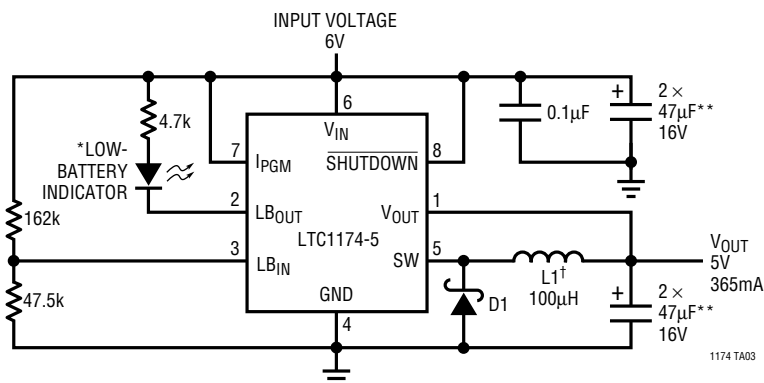 INPUT VOLTAGE
6V
4.7k
*LOW-
BATTERY
INDICATOR
162k
47.5k
6
VIN
7
IPGM
SHUTDOWN
8
2
LBOUT
VOUT
1
LTC1174-5
3
LBIN
SW
5
GND
4
0.1µF
+
2 ×
47µF**
16V
L1†
100µH
D1
VOUT
5V
365mA
+
2 ×
47µF**
16V
1174 TA03